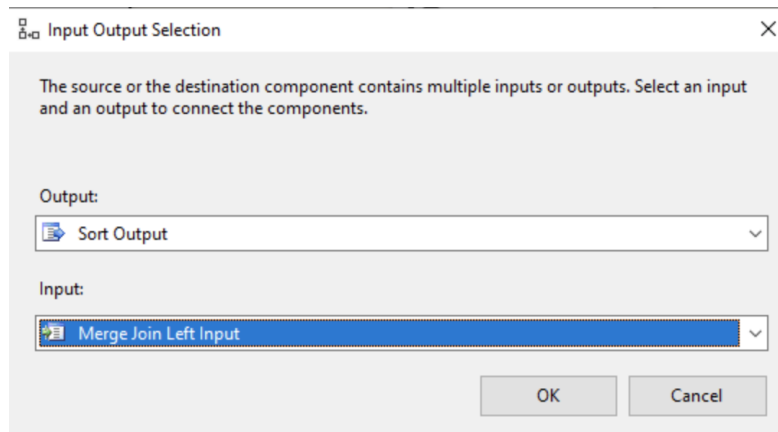 Input Output Selection
The source or the destination component contains multiple inputs or outputs. Select an input
and an output to connect the components.
Output:
Sort Output
Input:
Merge Join Left Input
OK
Cancel